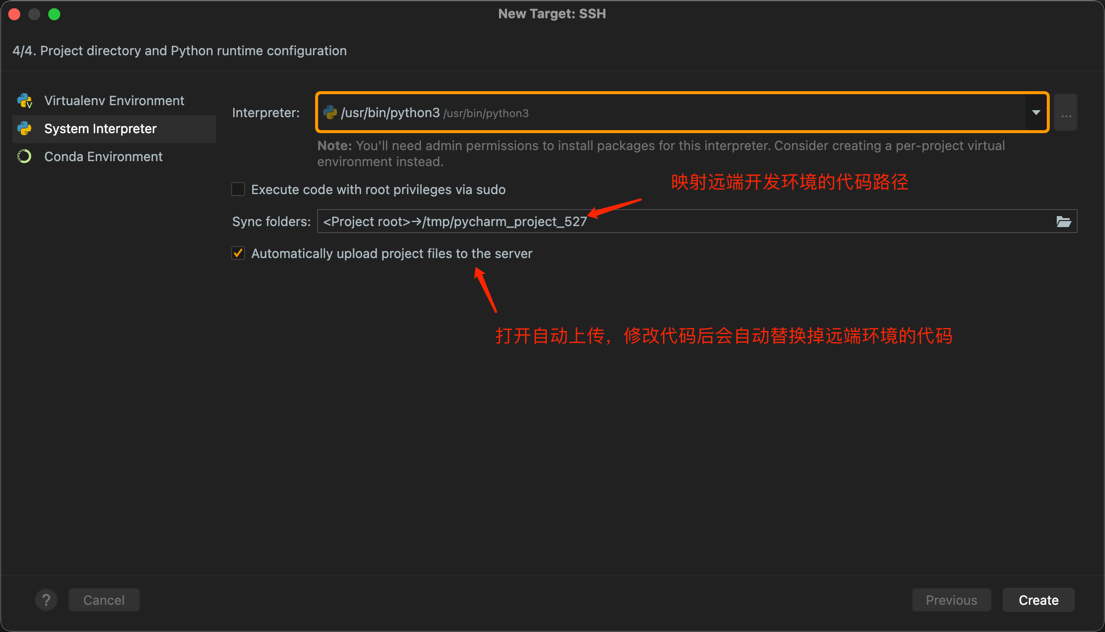 New Target: SSH
4/4. Project directory and Python runtime configuration
Virtualenv Environment
System Interpreter
Conda Environment
Interpreter: /usr/bin/python3 /usr/bin/python3 ...
Note: You'll need admin permissions to install packages for this interpreter. Consider creating a per-project virtual
environment instead.
Execute code with root privileges via sudo
映射远端开发环境的代码路径
Sync folders: <Project root>→/tmp/pycharm_project_527
Automatically upload project files to the server
打开自动上传，修改代码后会自动替换掉远端环境的代码
? Cancel Previous Create